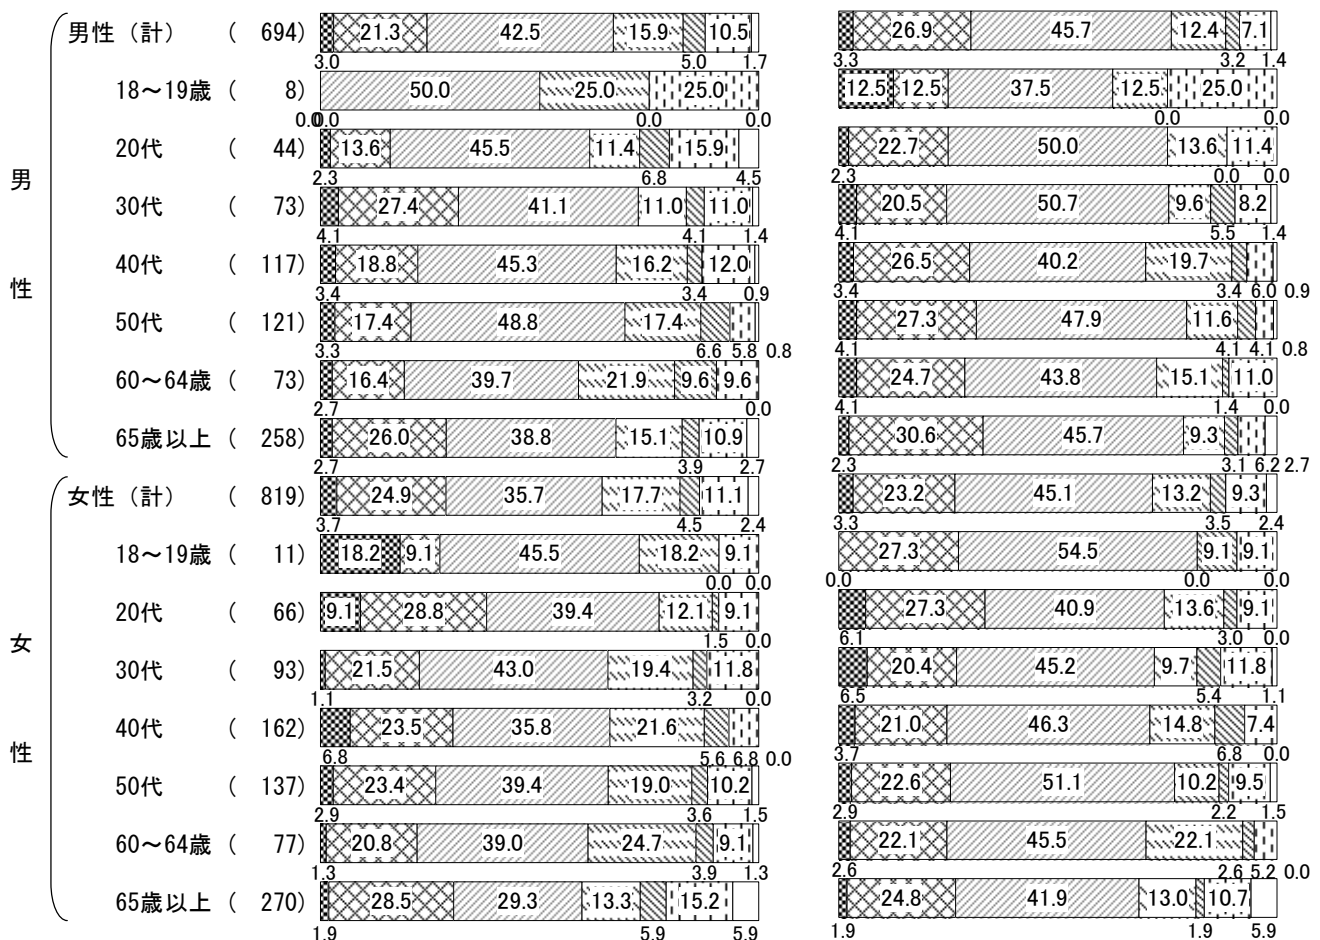 男性（計） ( 694) 21.3 42.5 15.9 10.5 26.9 45.7 12.4 7.1
3.0 5.0 1.7 3.3 3.2 1.4
18～19歳 ( 8) 50.0 25.0 25.0 12.5 12.5 37.5 12.5 25.0
0.0 0.0 0.0 0.0 0.0 0.0
20代 ( 44) 13.6 45.5 11.4 15.9 22.7 50.0 13.6 11.4
2.3 6.8 4.5 2.3 0.0 0.0
男
30代 ( 73) 27.4 41.1 11.0 11.0 20.5 50.7 9.6 8.2
4.1 4.1 1.4 4.1 5.5 1.4
40代 ( 117) 18.8 45.3 16.2 12.0 26.5 40.2 19.7
性
3.4 3.4 0.9 3.4 3.4 6.0 0.9
50代 ( 121) 17.4 48.8 17.4 27.3 47.9 11.6
3.3 6.6 5.8 0.8 4.1 4.1 4.1 0.8
60～64歳 ( 73) 16.4 39.7 21.9 9.6 9.6 24.7 43.8 15.1 11.0
2.7 0.0 4.1 1.4 0.0
65歳以上 ( 258) 26.0 38.8 15.1 10.9 30.6 45.7 9.3
2.7 3.9 2.7 2.3 3.1 6.2 2.7
女性（計） ( 819) 24.9 35.7 17.7 11.1 23.2 45.1 13.2 9.3
3.7 4.5 2.4 3.3 3.5 2.4
18～19歳 ( 11) 18.2 9.1 45.5 18.2 9.1 27.3 54.5 9.1 9.1
0.0 0.0 0.0 0.0 0.0
20代 ( 66) 9.1 28.8 39.4 12.1 9.1 27.3 40.9 13.6 9.1
1.5 0.0 6.1 3.0 0.0
女
30代 ( 93) 21.5 43.0 19.4 11.8 20.4 45.2 9.7 11.8
1.1 3.2 0.0 6.5 5.4 1.1
40代 ( 162) 23.5 35.8 21.6 21.0 46.3 14.8 7.4
性
6.8 5.6 6.8 0.0 3.7 6.8 0.0
50代 ( 137) 23.4 39.4 19.0 10.2 22.6 51.1 10.2 9.5
2.9 3.6 1.5 2.9 2.2 1.5
60～64歳 ( 77) 20.8 39.0 24.7 9.1 22.1 45.5 22.1
1.3 3.9 1.3 2.6 2.6 5.2 0.0
65歳以上 ( 270) 28.5 29.3 13.3 15.2 24.8 41.9 13.0 10.7
1.9 5.9 5.9 1.9 1.9 5.9